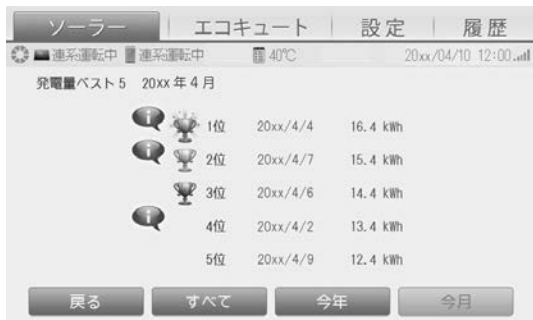 ソーラー エコキュート 設定 履歴
連系運転中 連系運転中 40℃ 20xx/04/10 12:00
発電量ベスト5 20xx年4月
1位 20xx/4/4 16.4 kWh
2位 20xx/4/7 15.4 kWh
3位 20xx/4/6 14.4 kWh
4位 20xx/4/2 13.4 kWh
5位 20xx/4/9 12.4 kWh
戻る すべて 今年 今月